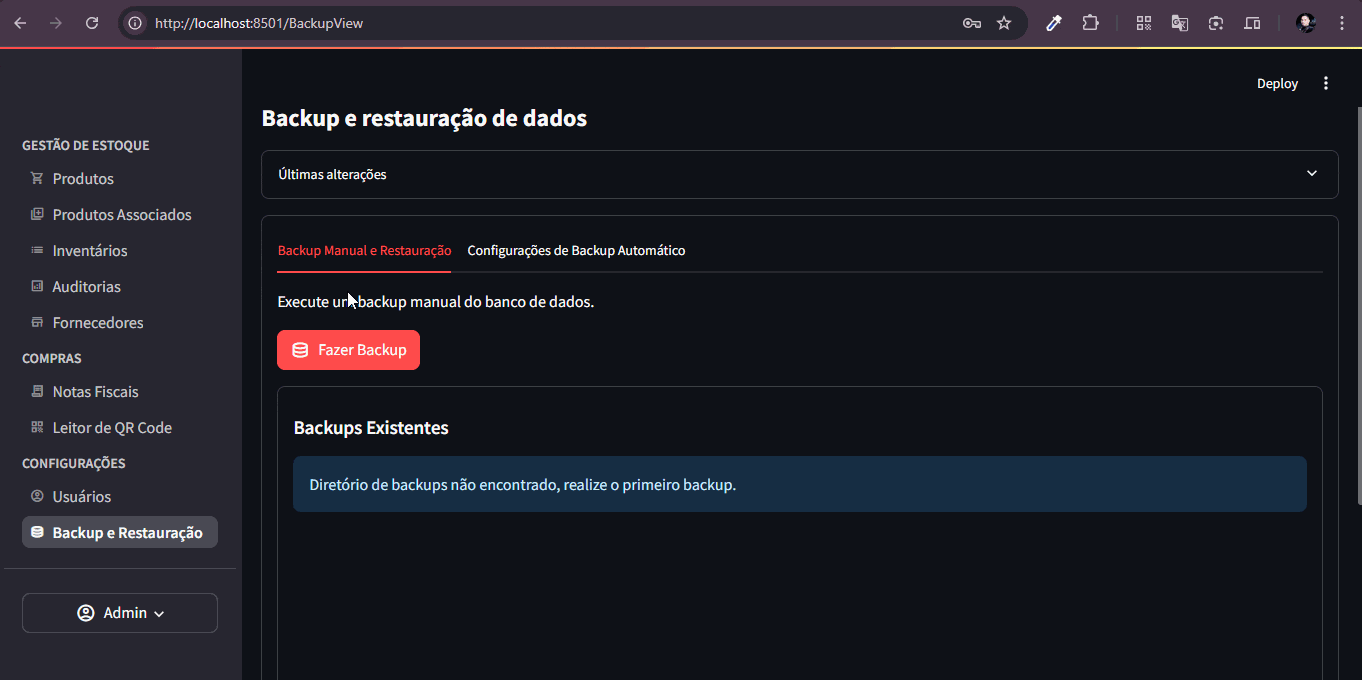 http://localhost:8501/BackupView
Deploy
Backup e restauração de dados
GESTÃO DE ESTOQUE
Produtos
Produtos Associados
Inventários
Auditorias
Fornecedores
COMPRAS
Notas Fiscais
Leitor de QR Code
CONFIGURAÇÕES
Usuários
Backup e Restauração
Admin
Últimas alterações
Backup Manual e Restauração Configurações de Backup Automático
Execute um backup manual do banco de dados.
Fazer Backup
Backups Existentes
Diretório de backups não encontrado, realize o primeiro backup.